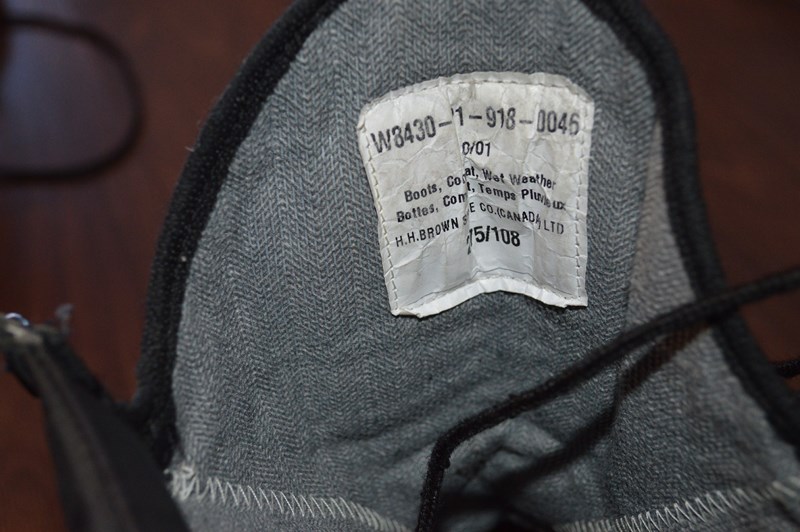 W8430-21-918-0046
0/01
Boots, Combat, Wet Weather
Bottes, Combat, Temps Pluvieux
H.H.BROWN SHOE CO.(CANADA) LTD
275/108